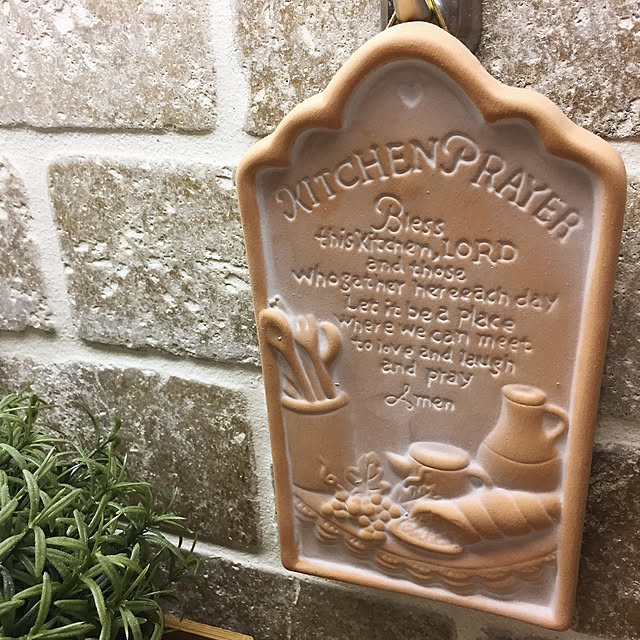 KITCHEN PRAYER
Bless
this Kitchen, LORD
and those
who gather here each day
Let it be a place
where we can meet
to love and laugh
and pray
Amen